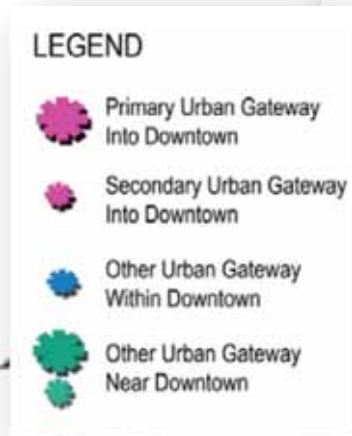 LEGEND
Primary Urban Gateway
Into Downtown
Secondary Urban Gateway
Into Downtown
Other Urban Gateway
Within Downtown
Other Urban Gateway
Near Downtown